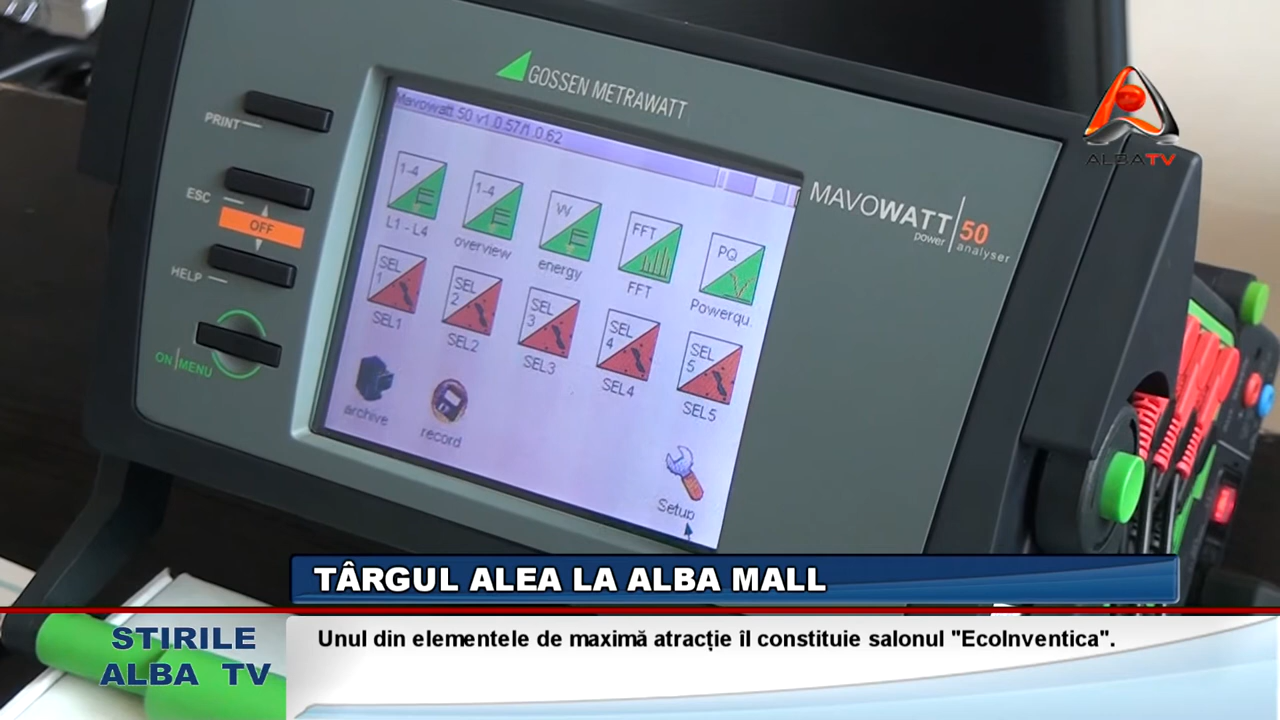 GOSSEN METRAWATT
ALBATV
PRINT
ESC
OFF
HELP
ON MENU
Mavowatt 50 v1.0.57/1.0.62
MAVOWATT 50
power analyser
1-4
1-4
W
FFT
PQ
L1 - L4
overview
energy
FFT
Powerqu.
SEL 1
SEL 2
SEL 3
SEL 4
SEL 5
SEL1
SEL2
SEL3
SEL4
SEL5
archive
record
Setup
TÂRGUL ALEA LA ALBA MALL
STIRILE
ALBA TV
Unul din elementele de maximă atracție îl constituie salonul "EcoInventica".